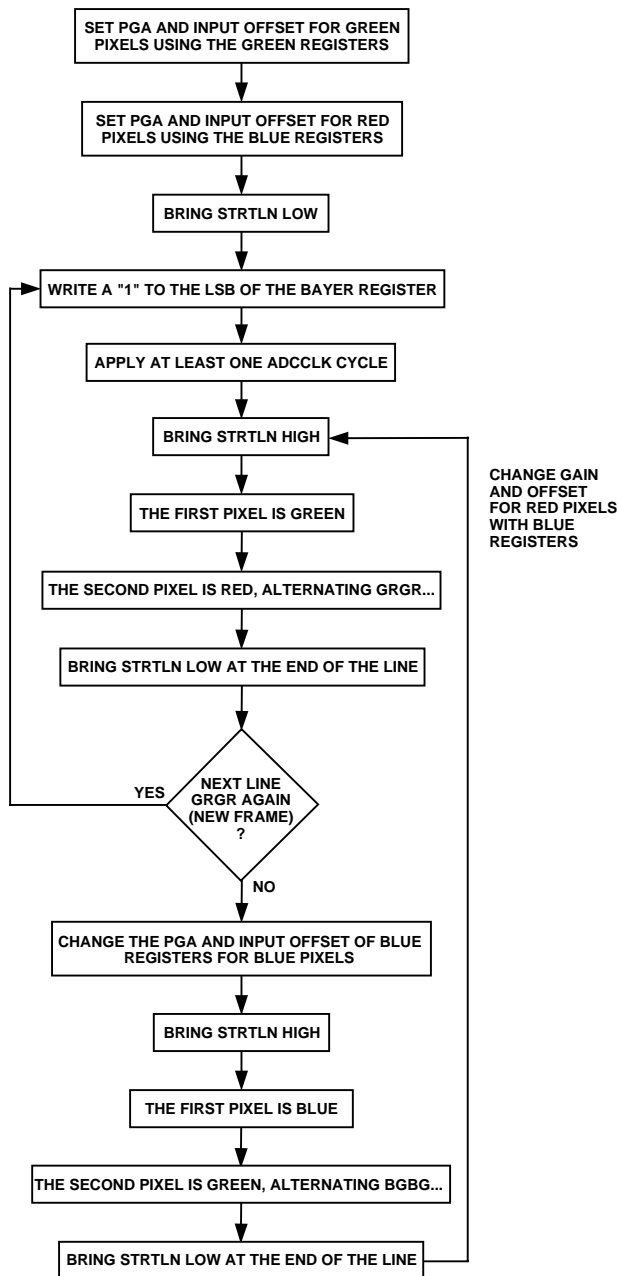 SET PGA AND INPUT OFFSET FOR GREEN
PIXELS USING THE GREEN REGISTERS
SET PGA AND INPUT OFFSET FOR RED
PIXELS USING THE BLUE REGISTERS
BRING STRTLN LOW
WRITE A "1" TO THE LSB OF THE BAYER REGISTER
APPLY AT LEAST ONE ADCCLK CYCLE
BRING STRTLN HIGH
CHANGE GAIN
AND OFFSET
FOR RED PIXELS
WITH BLUE
REGISTERS
THE FIRST PIXEL IS GREEN
THE SECOND PIXEL IS RED, ALTERNATING GRGR...
BRING STRTLN LOW AT THE END OF THE LINE
NEXT LINE
GRGR AGAIN
(NEW FRAME)
?
YES
NO
CHANGE THE PGA AND INPUT OFFSET OF BLUE
REGISTERS FOR BLUE PIXELS
BRING STRTLN HIGH
THE FIRST PIXEL IS BLUE
THE SECOND PIXEL IS GREEN, ALTERNATING BGBG...
BRING STRTLN LOW AT THE END OF THE LINE